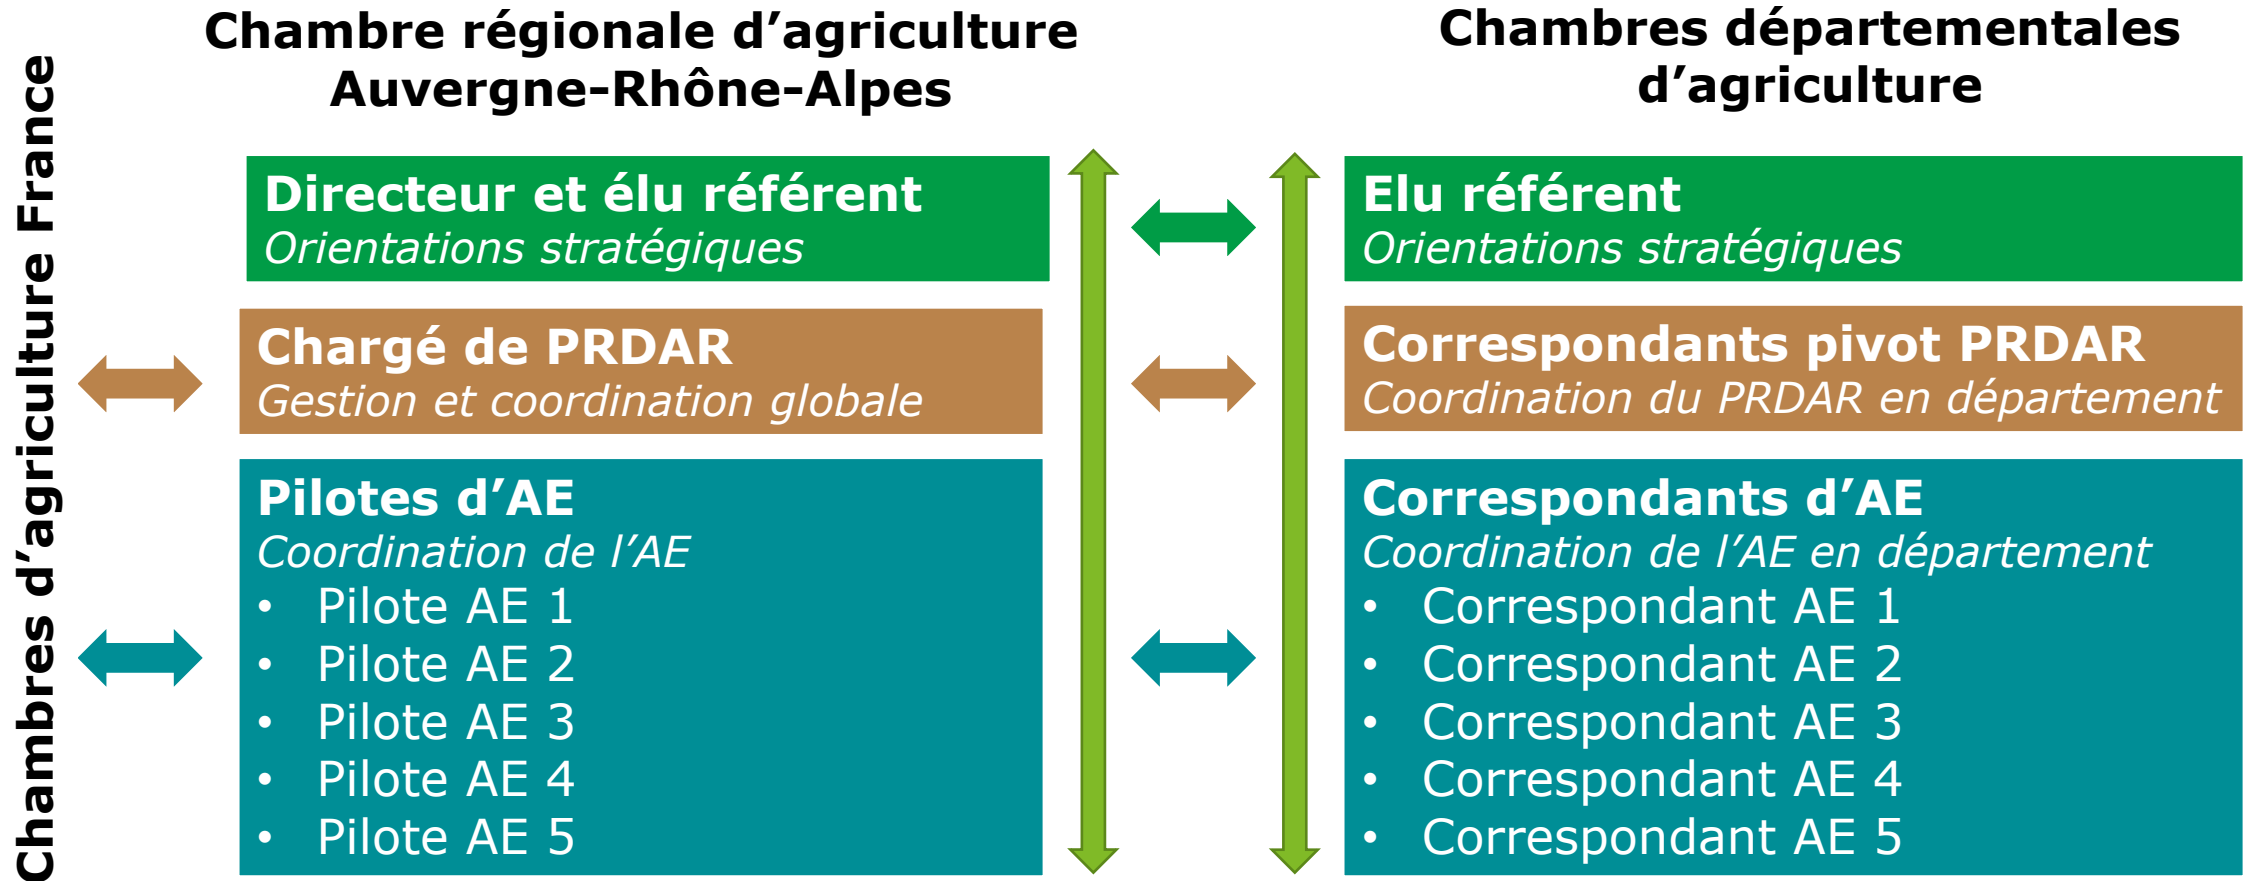 Chambres d’agriculture France
Chambre régionale d’agriculture
Auvergne-Rhône-Alpes
Directeur et élu référent
Orientations stratégiques
Chargé de PRDAR
Gestion et coordination globale
Pilotes d’AE
Coordination de l’AE
• Pilote AE 1
• Pilote AE 2
• Pilote AE 3
• Pilote AE 4
• Pilote AE 5
Chambres départementales
d’agriculture
Elu référent
Orientations stratégiques
Correspondants pivot PRDAR
Coordination du PRDAR en département
Correspondants d’AE
Coordination de l’AE en département
• Correspondant AE 1
• Correspondant AE 2
• Correspondant AE 3
• Correspondant AE 4
• Correspondant AE 5